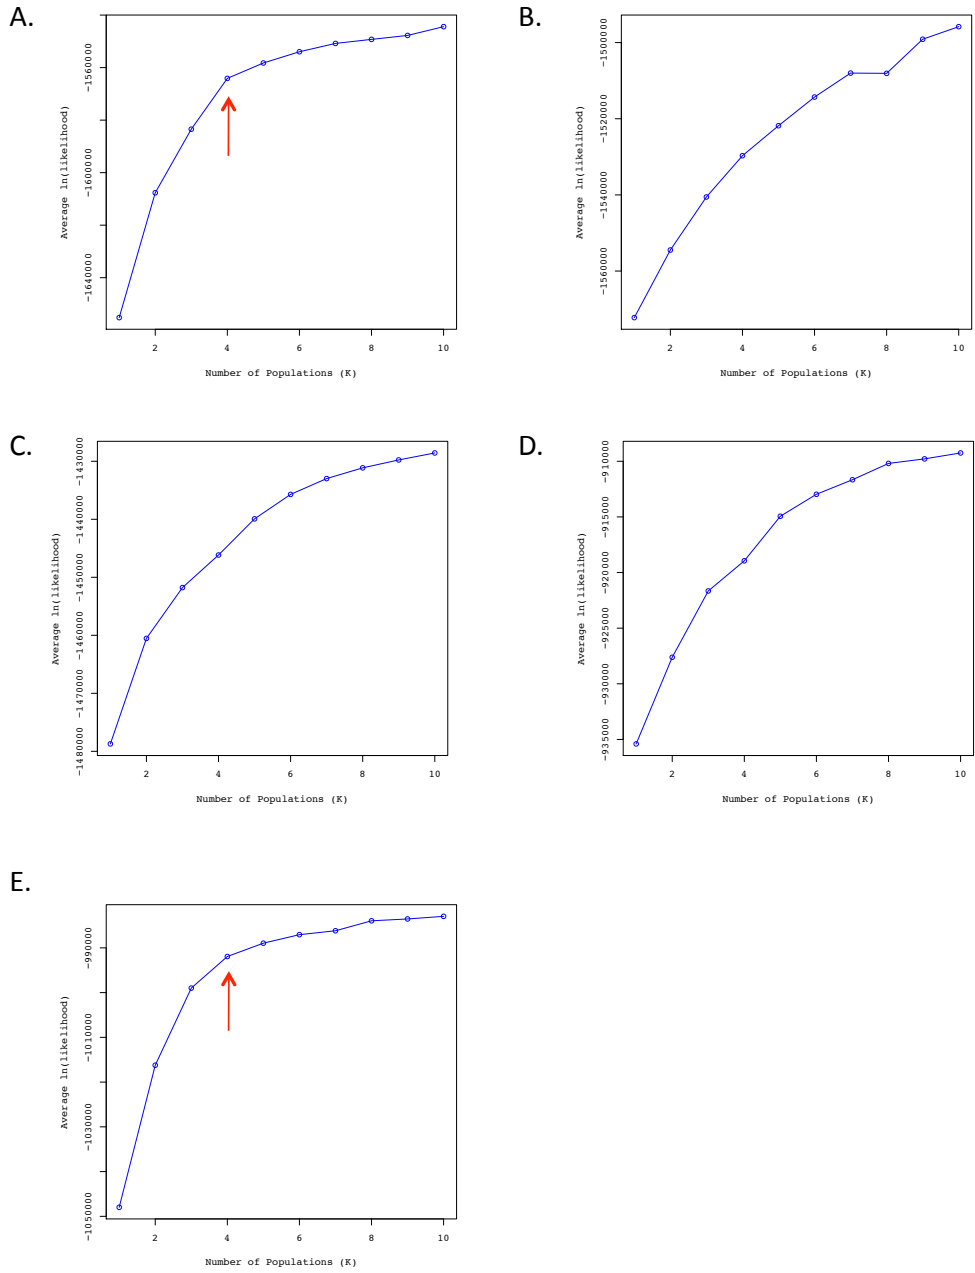 A.
Average ln(likelihood)
-1560000
-1600000
-1640000
2 4 6 8 10
Number of Populations (K)
B.
Average ln(likelihood)
-1500000
-1520000
-1540000
-1560000
2 4 6 8 10
Number of Populations (K)
C.
Average ln(likelihood)
-1430000
-1440000
-1450000
-1460000
-1470000
-1480000
2 4 6 8 10
Number of Populations (K)
D.
Average ln(likelihood)
-910000
-915000
-920000
-925000
-930000
-935000
2 4 6 8 10
Number of Populations (K)
E.
Average ln(likelihood)
-990000
-1010000
-1030000
-1050000
2 4 6 8 10
Number of Populations (K)